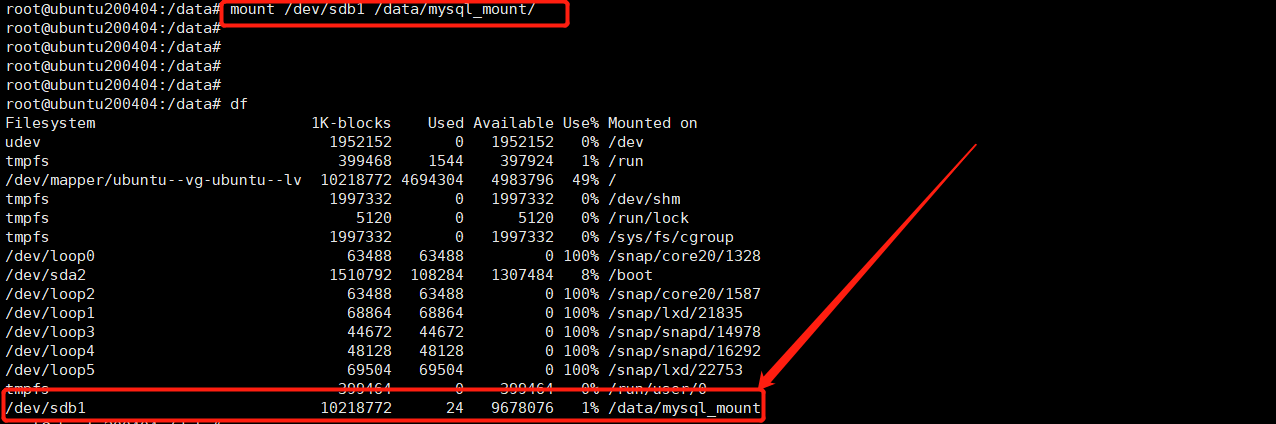 root@ubuntu200404:/data# mount /dev/sdb1 /data/mysql_mount/
root@ubuntu200404:/data#
root@ubuntu200404:/data#
root@ubuntu200404:/data#
root@ubuntu200404:/data#
root@ubuntu200404:/data# df
Filesystem 1K-blocks Used Available Use% Mounted on
udev 1952152 0 1952152 0% /dev
tmpfs 399468 1544 397924 1% /run
/dev/mapper/ubuntu--vg-ubuntu--lv 10218772 4694304 4983796 49% /
tmpfs 1997332 0 1997332 0% /dev/shm
tmpfs 5120 0 5120 0% /run/lock
tmpfs 1997332 0 1997332 0% /sys/fs/cgroup
/dev/loop0 63488 63488 0 100% /snap/core20/1328
/dev/sda2 1510792 108284 1307484 8% /boot
/dev/loop2 63488 63488 0 100% /snap/core20/1587
/dev/loop1 68864 68864 0 100% /snap/lxd/21835
/dev/loop3 44672 44672 0 100% /snap/snapd/14978
/dev/loop4 48128 48128 0 100% /snap/snapd/16292
/dev/loop5 69504 69504 0 100% /snap/lxd/22753
tmpfs 399464 0 399464 0% /run/user/0
/dev/sdb1 10218772 24 9678076 1% /data/mysql_mount